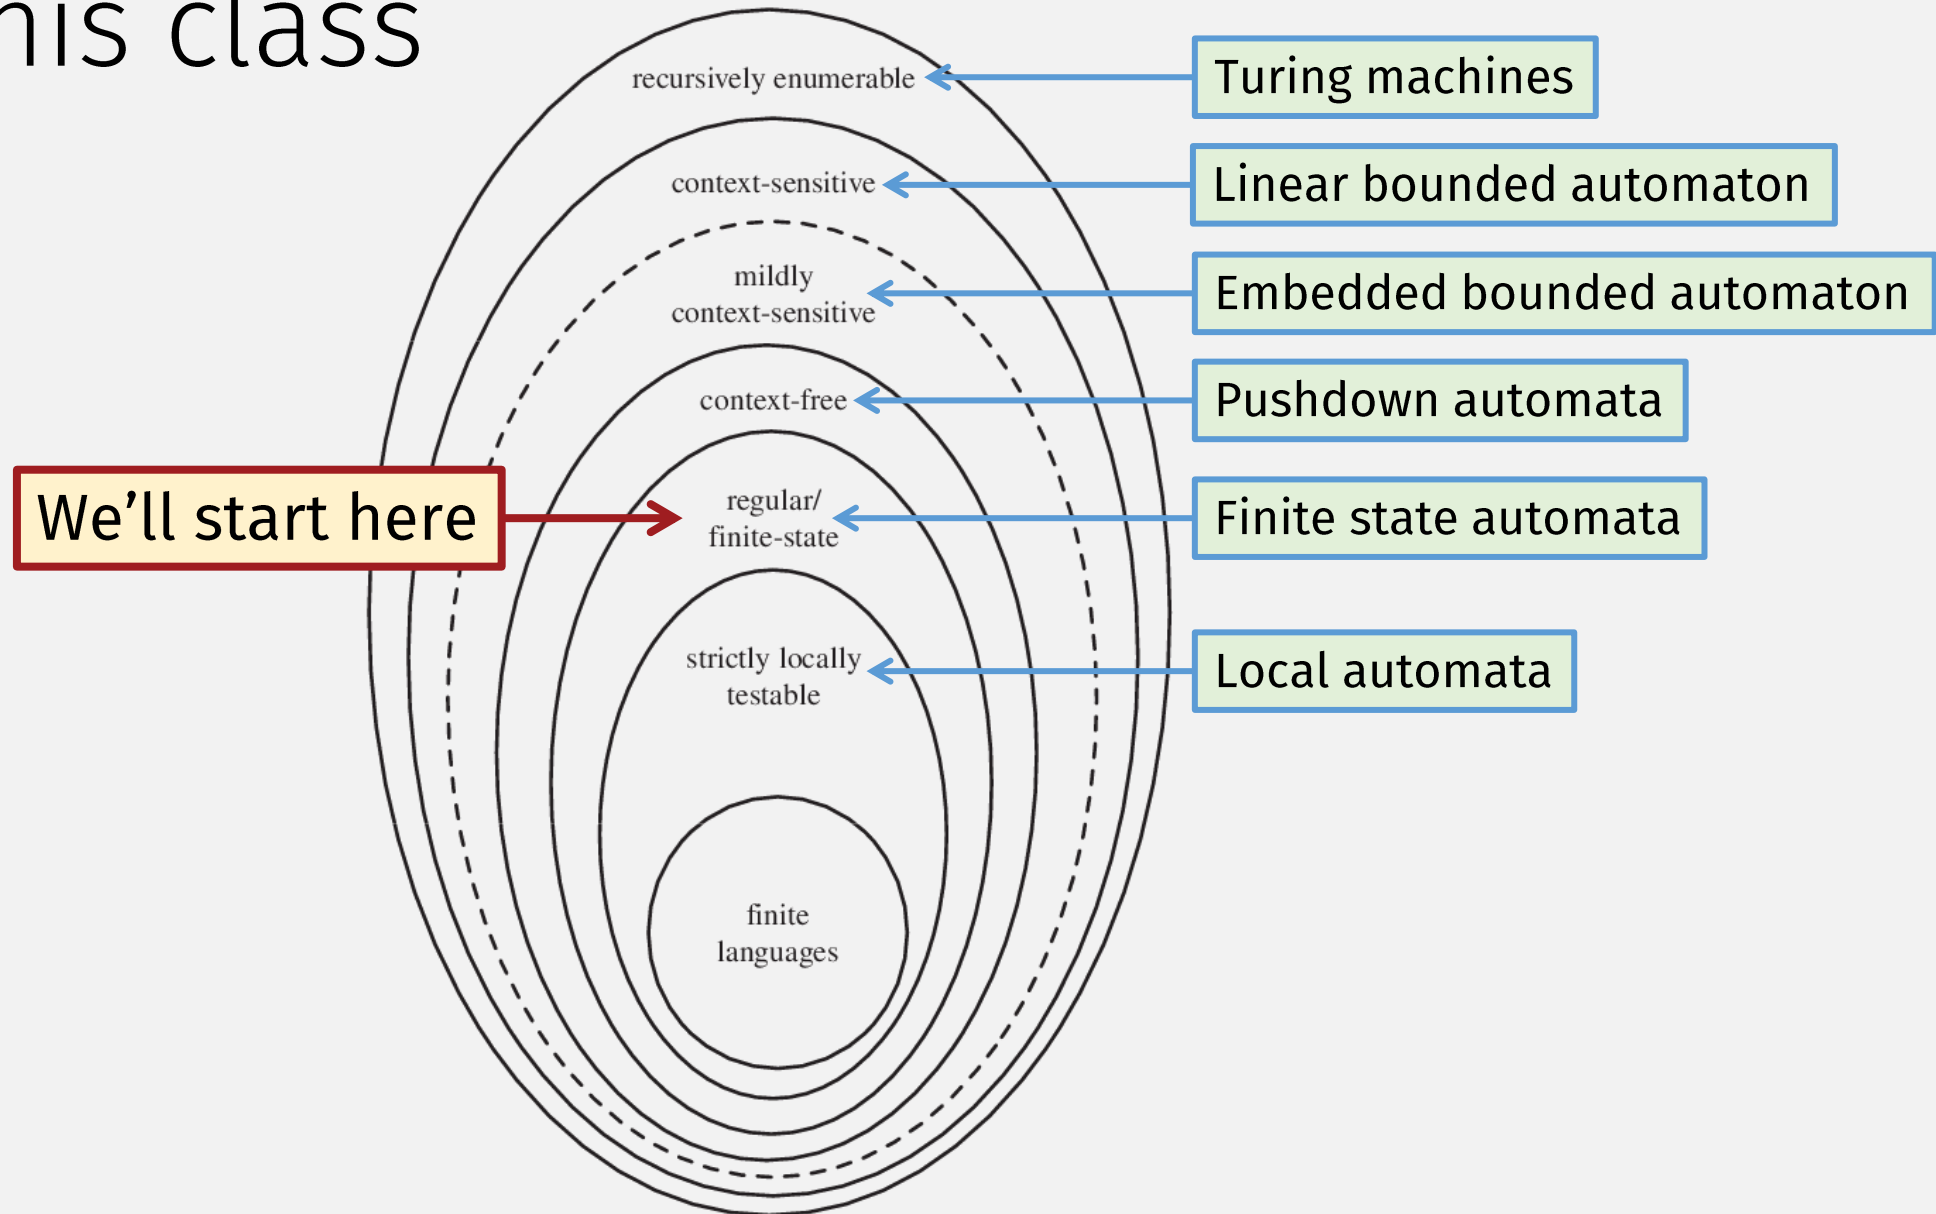 his class
recursively enumerable
Turing machines
context-sensitive
Linear bounded automaton
mildly
context-sensitive
Embedded bounded automaton
context-free
Pushdown automata
We’ll start here
regular/
finite-state
Finite state automata
strictly locally
testable
Local automata
finite
languages